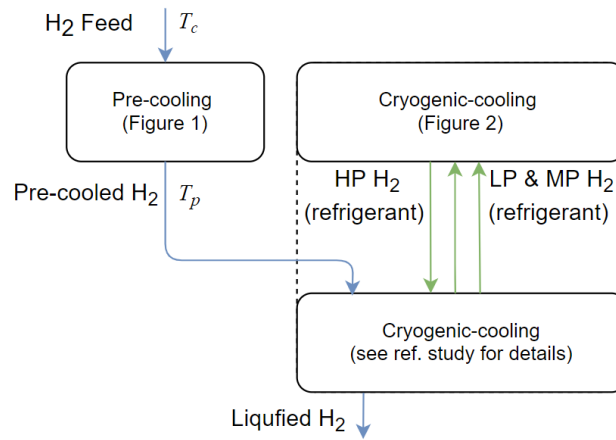 H2 Feed
Tc
Pre-cooling
(Figure 1)
Cryogenic-cooling
(Figure 2)
Pre-cooled H2
Tp
HP H2
(refrigerant)
LP & MP H2
(refrigerant)
Cryogenic-cooling
(see ref. study for details)
Liqufied H2